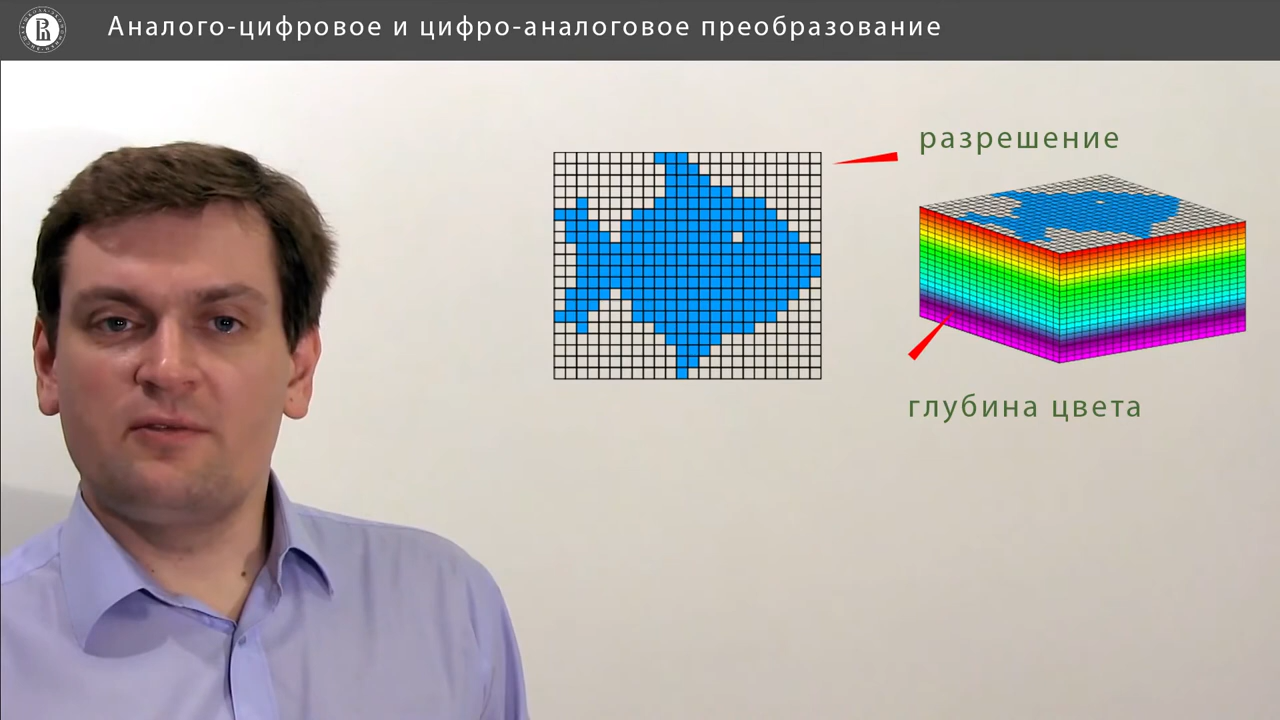 Аналого-цифровое и цифро-аналоговое преобразование
разрешение
глубина цвета